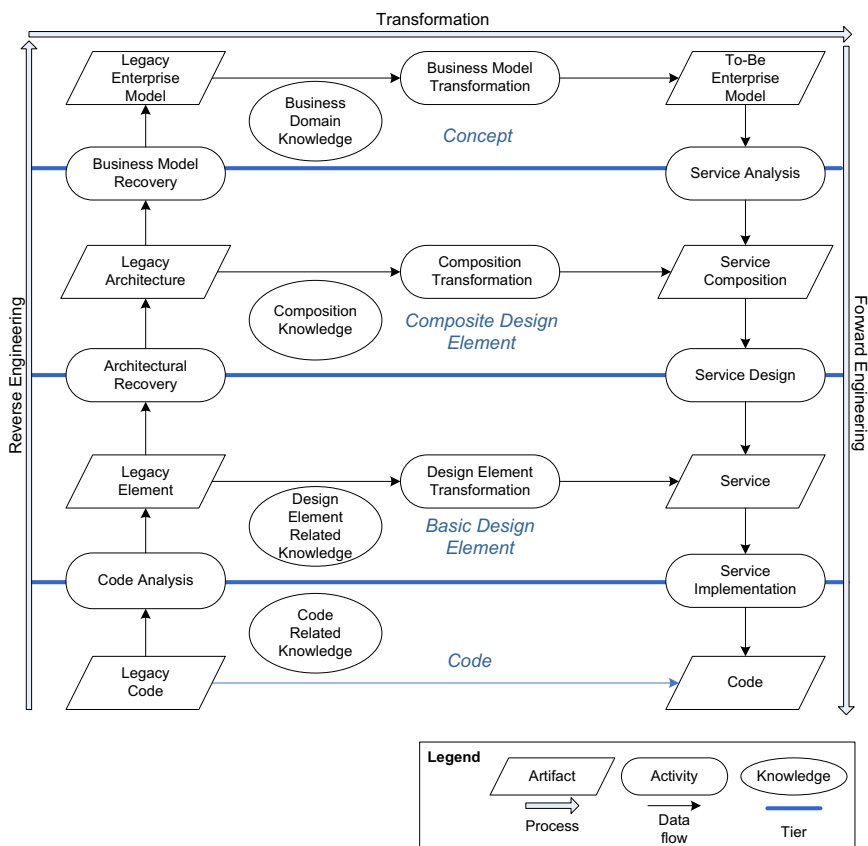 Transformation
Legacy
Enterprise
Model
Business Model
Transformation
To-Be
Enterprise
Model
Business
Domain
Knowledge
Concept
Business Model
Recovery
Service Analysis
Legacy
Architecture
Composition
Transformation
Service
Composition
Composition
Knowledge
Composite Design
Element
Reverse Engineering
Forward Engineering
Architectural
Recovery
Service Design
Legacy
Element
Design Element
Transformation
Service
Design
Element
Related
Knowledge
Basic Design
Element
Code Analysis
Service
Implementation
Code
Related
Knowledge
Code
Legacy
Code
Code
Legend
Artifact
Activity
Knowledge
Process
Data
flow
Tier